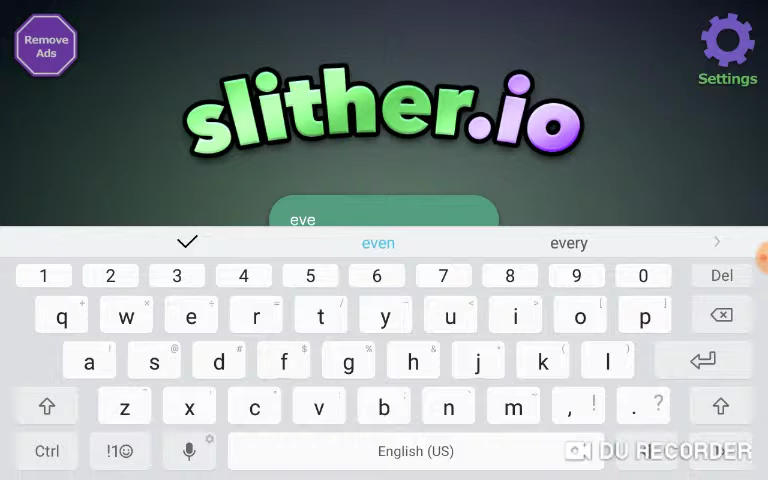 Remove
Ads
slither.io
Settings
eve
even every
1 2 3 4 5 6 7 8 9 0 Del
q w e r t y u i o p
a s d f g h j k l
z x c v b n m , ! . ?
Ctrl !1☺ English (US)
DU RECORDER